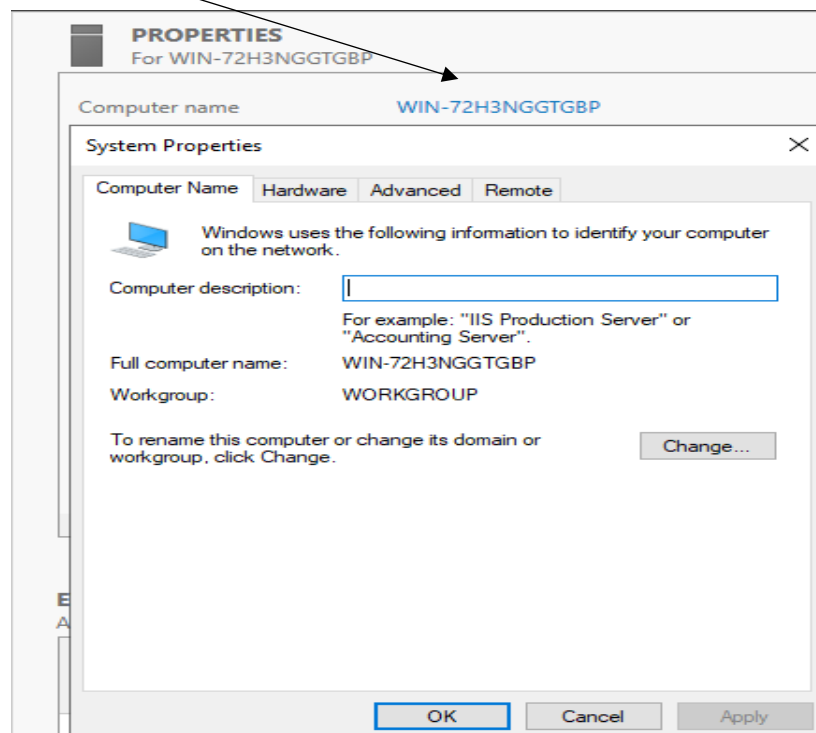 PROPERTIES
For WIN-72H3NGGTGBP
Computer name WIN-72H3NGGTGBP
System Properties
Computer Name Hardware Advanced Remote
Windows uses the following information to identify your computer
on the network.
Computer description:
For example: "IIS Production Server" or
"Accounting Server".
Full computer name: WIN-72H3NGGTGBP
Workgroup: WORKGROUP
To rename this computer or change its domain or
workgroup, click Change.
Change...
E
A
OK Cancel Apply